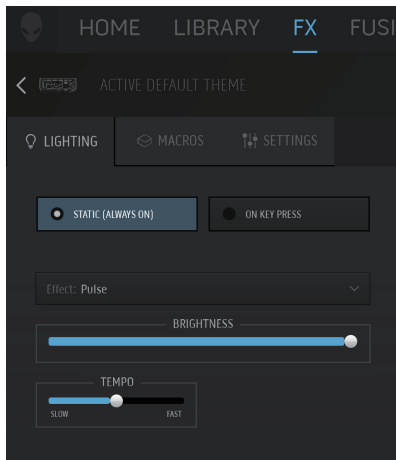 HOME LIBRARY FX FUSI
ACTIVE DEFAULT THEME
LIGHTING MACROS SETTINGS
STATIC (ALWAYS ON) ON KEY PRESS
Effect: Pulse
BRIGHTNESS
TEMPO
SLOW FAST